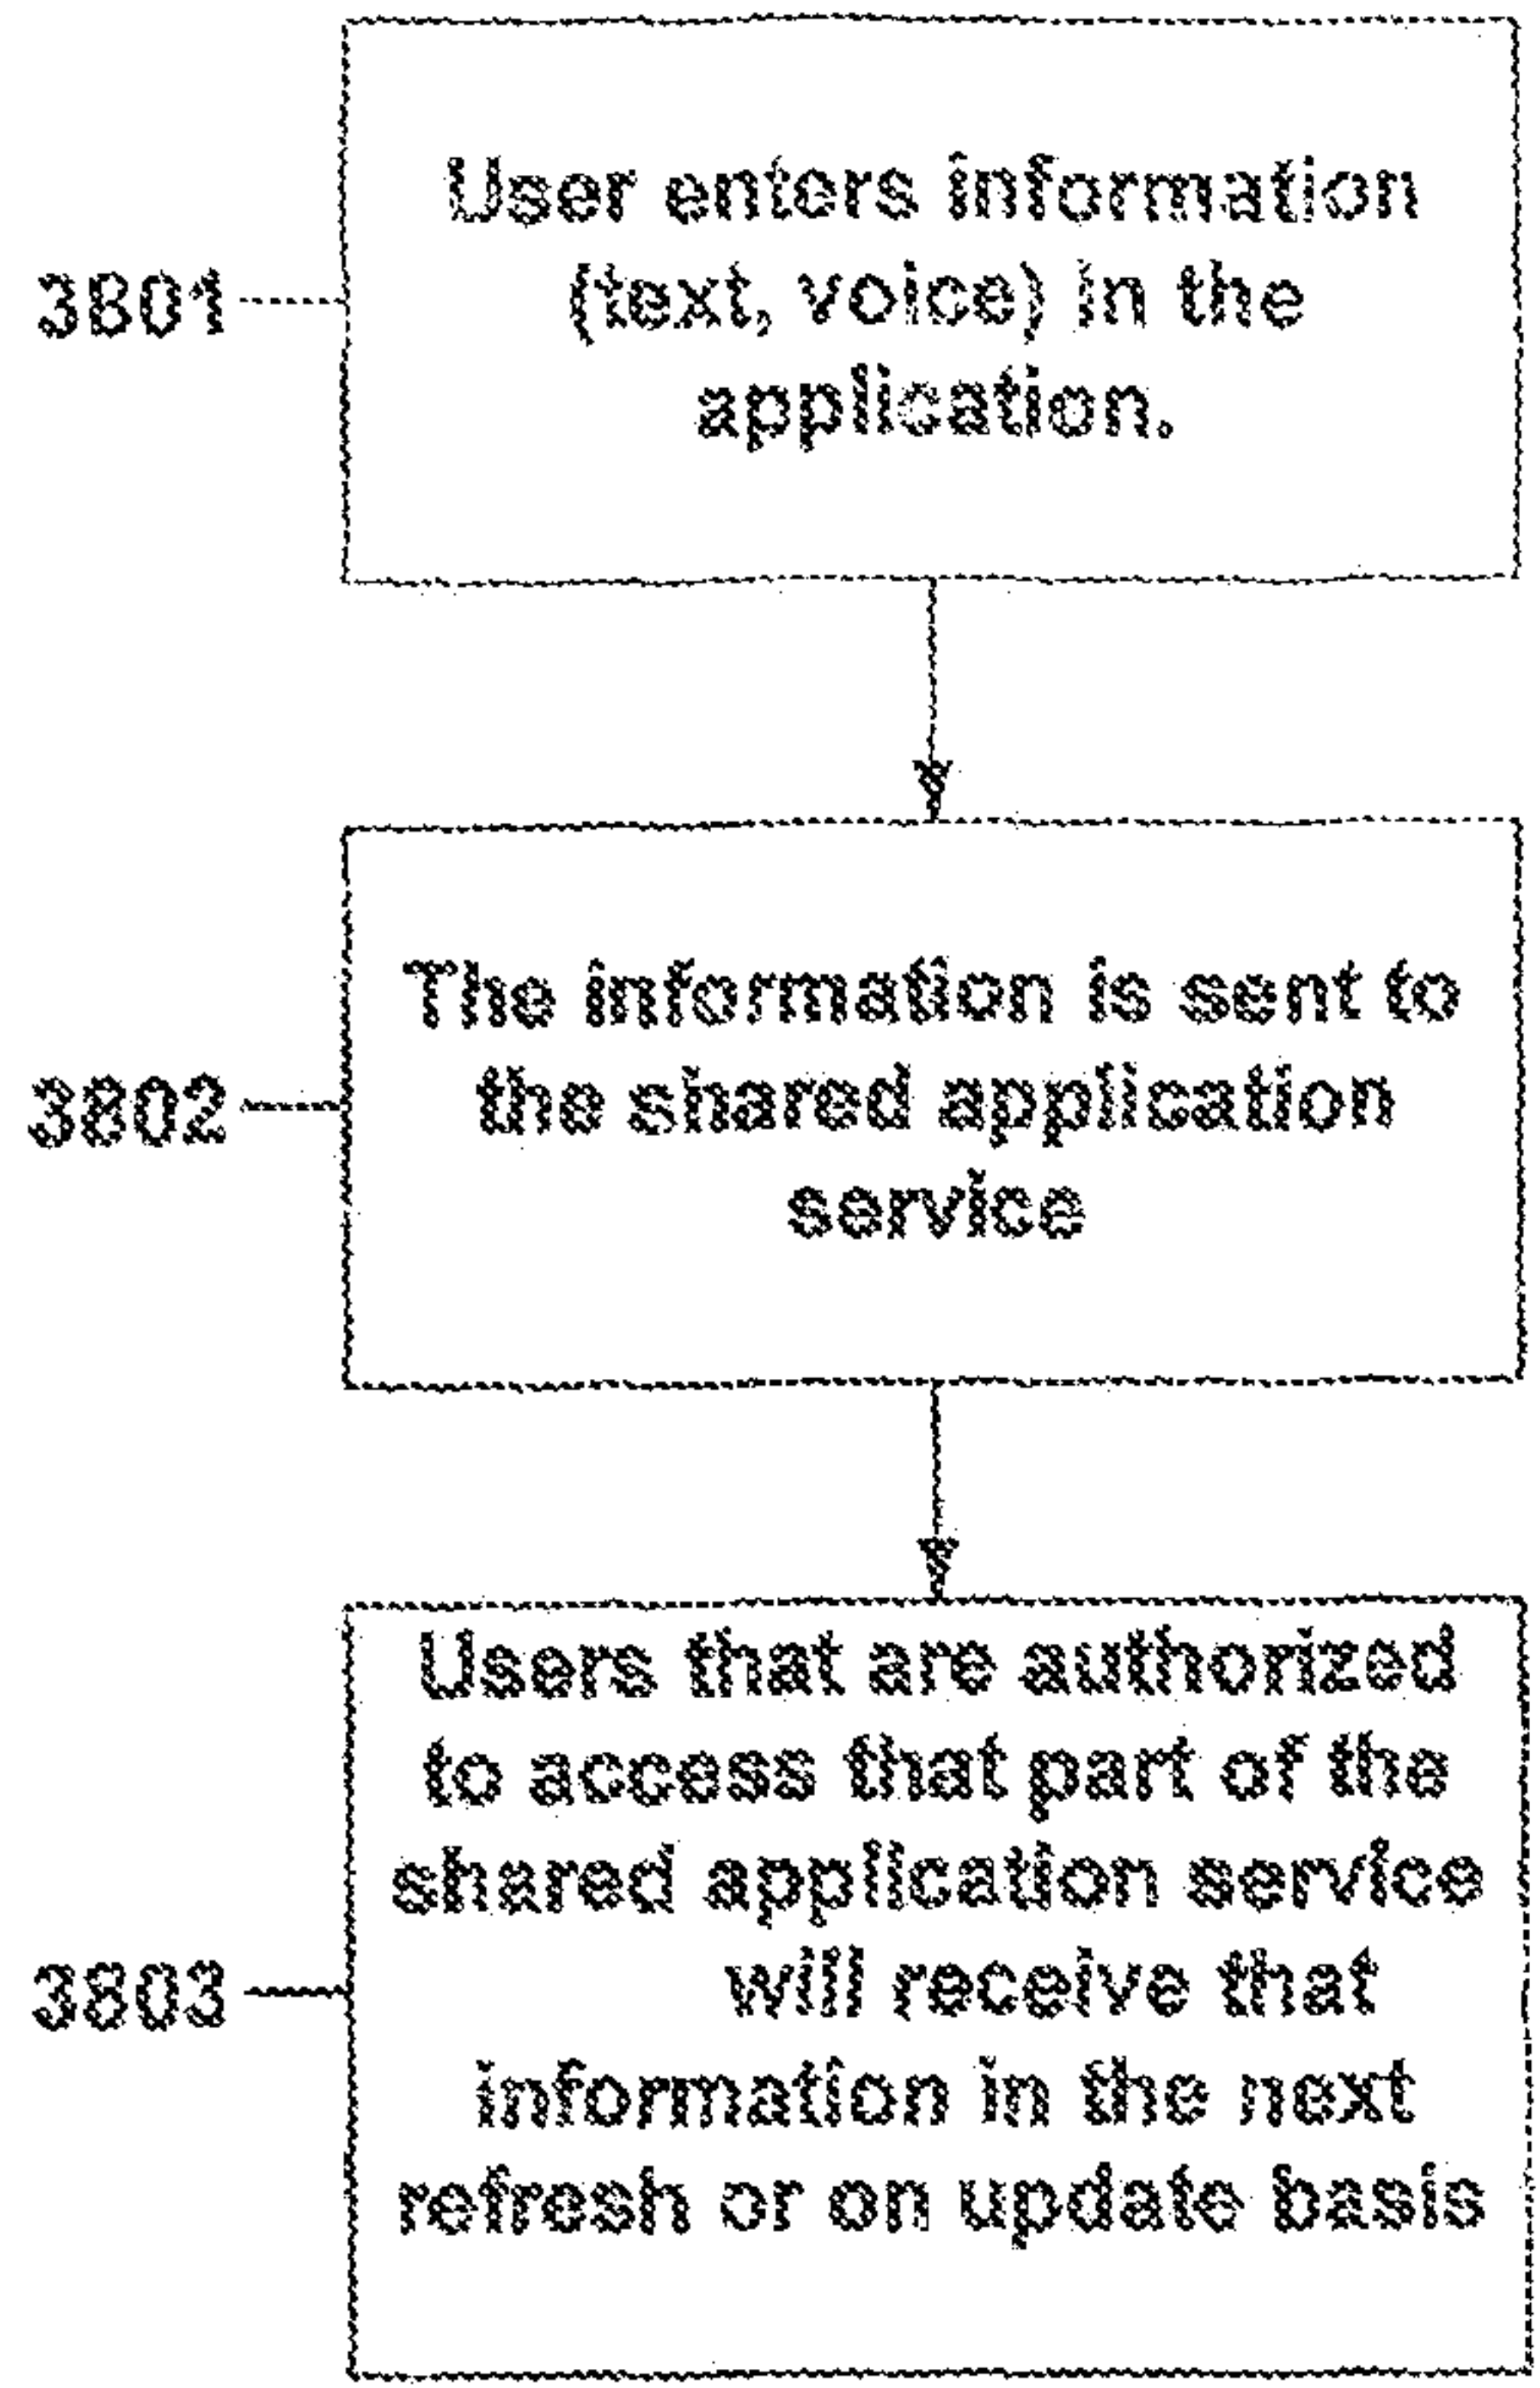 User enters information
3801 (text, voice) in the
application.
The information is sent to
3802 the shared application
service
Users that are authorized
to access that part of the
shared application service
3803 will receive that
information in the next
refresh or on update basis